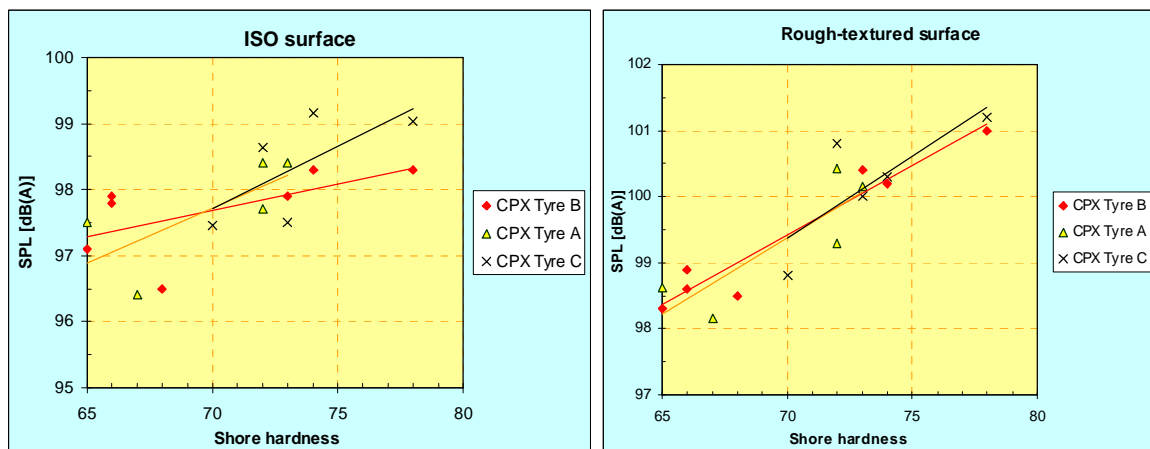 ISO surface
100
99
98
97
96
95
SPL [dB(A)]
65 70 75 80
Shore hardness
CPX Tyre B
CPX Tyre A
CPX Tyre C
Rough-textured surface
102
101
100
99
98
97
SPL [dB(A)]
65 70 75 80
Shore hardness
CPX Tyre B
CPX Tyre A
CPX Tyre C